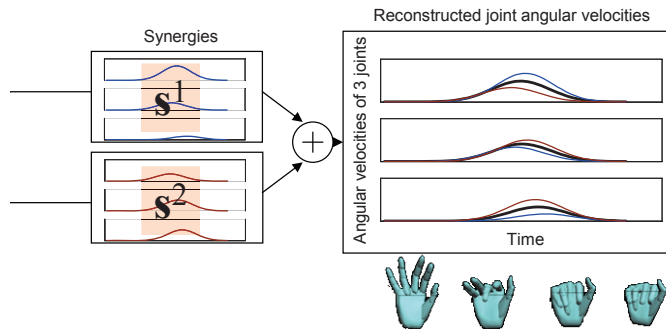 Reconstructed joint angular velocities
Synergies
s1
s2
+
Angular velocities of 3 joints
Time